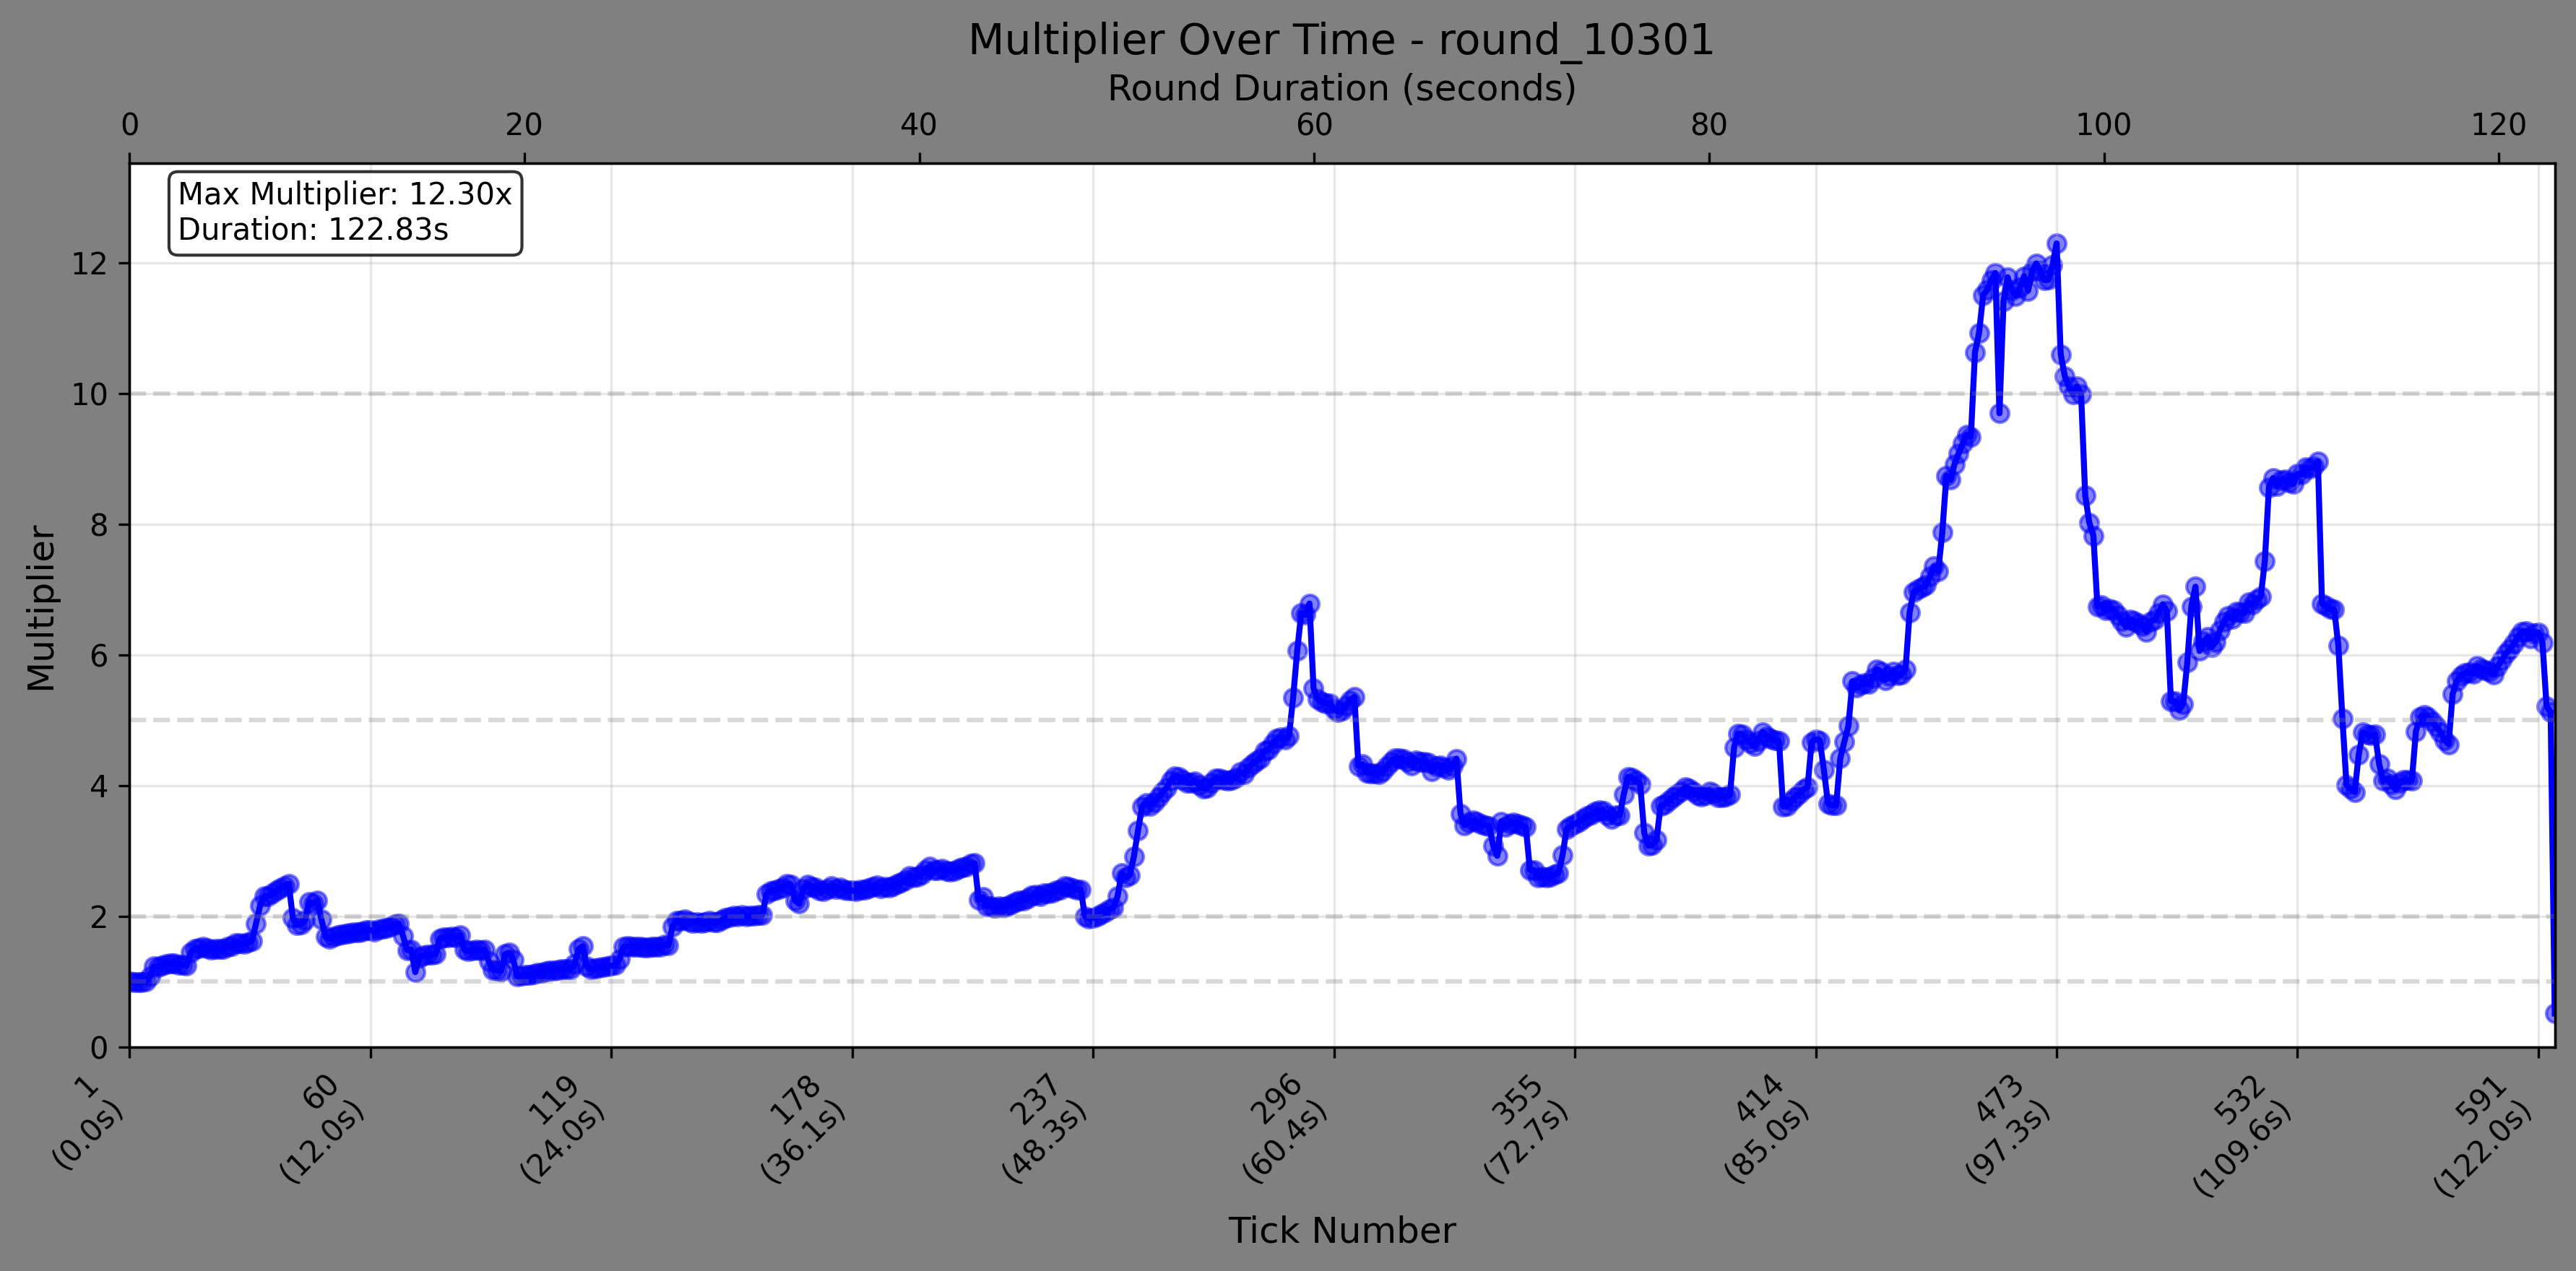 Multiplier Over Time - round_10301
Round Duration (seconds)
0 20 40 60 80 100 120
Max Multiplier: 12.30x
Duration: 122.83s
Multiplier
12
10
8
6
4
2
0
1
(0.0s)
60
(12.0s)
119
(24.0s)
178
(36.1s)
237
(48.3s)
296
(60.4s)
355
(72.7s)
414
(85.0s)
473
(97.3s)
532
(109.6s)
591
(122.0s)
Tick Number